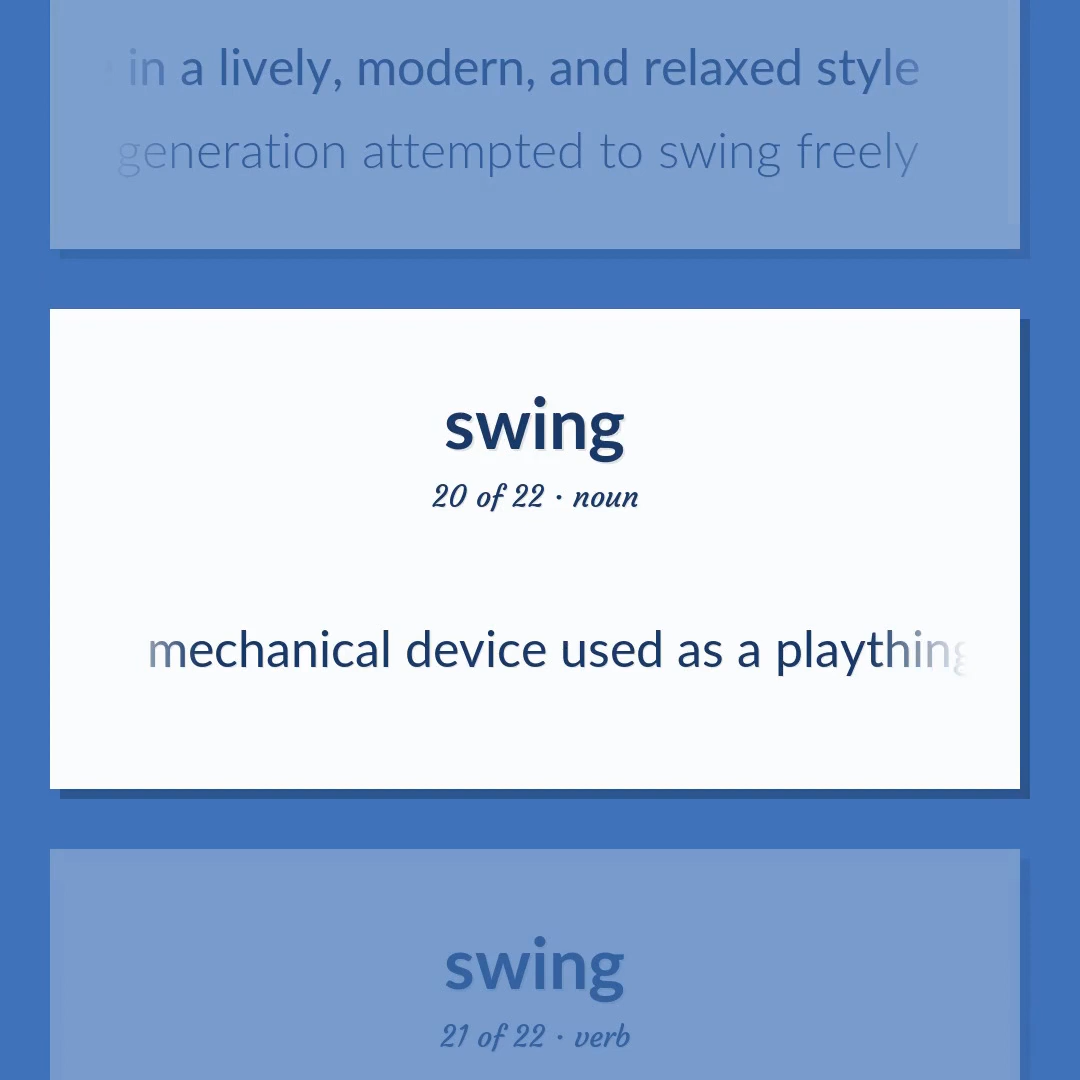 in a lively, modern, and relaxed style
generation attempted to swing freely
swing
20 of 22 · noun
mechanical device used as a plaything
swing
21 of 22 · verb